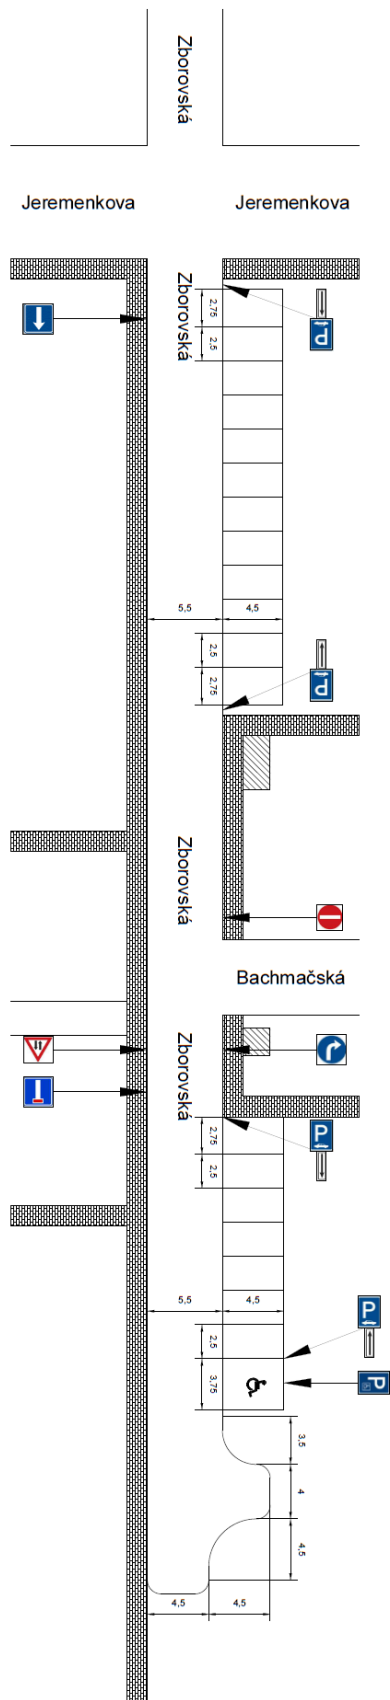 Zborovská
Jeremenkova
Jeremenkova
Zborovská
2,75
2,5
P
5,5
4,5
2,5
2,75
P
Zborovská
Bachmačská
Zborovská
2,75
2,5
P
5,5
4,5
2,5
3,75
P
P
3,5
4
4,5
4,5
4,5